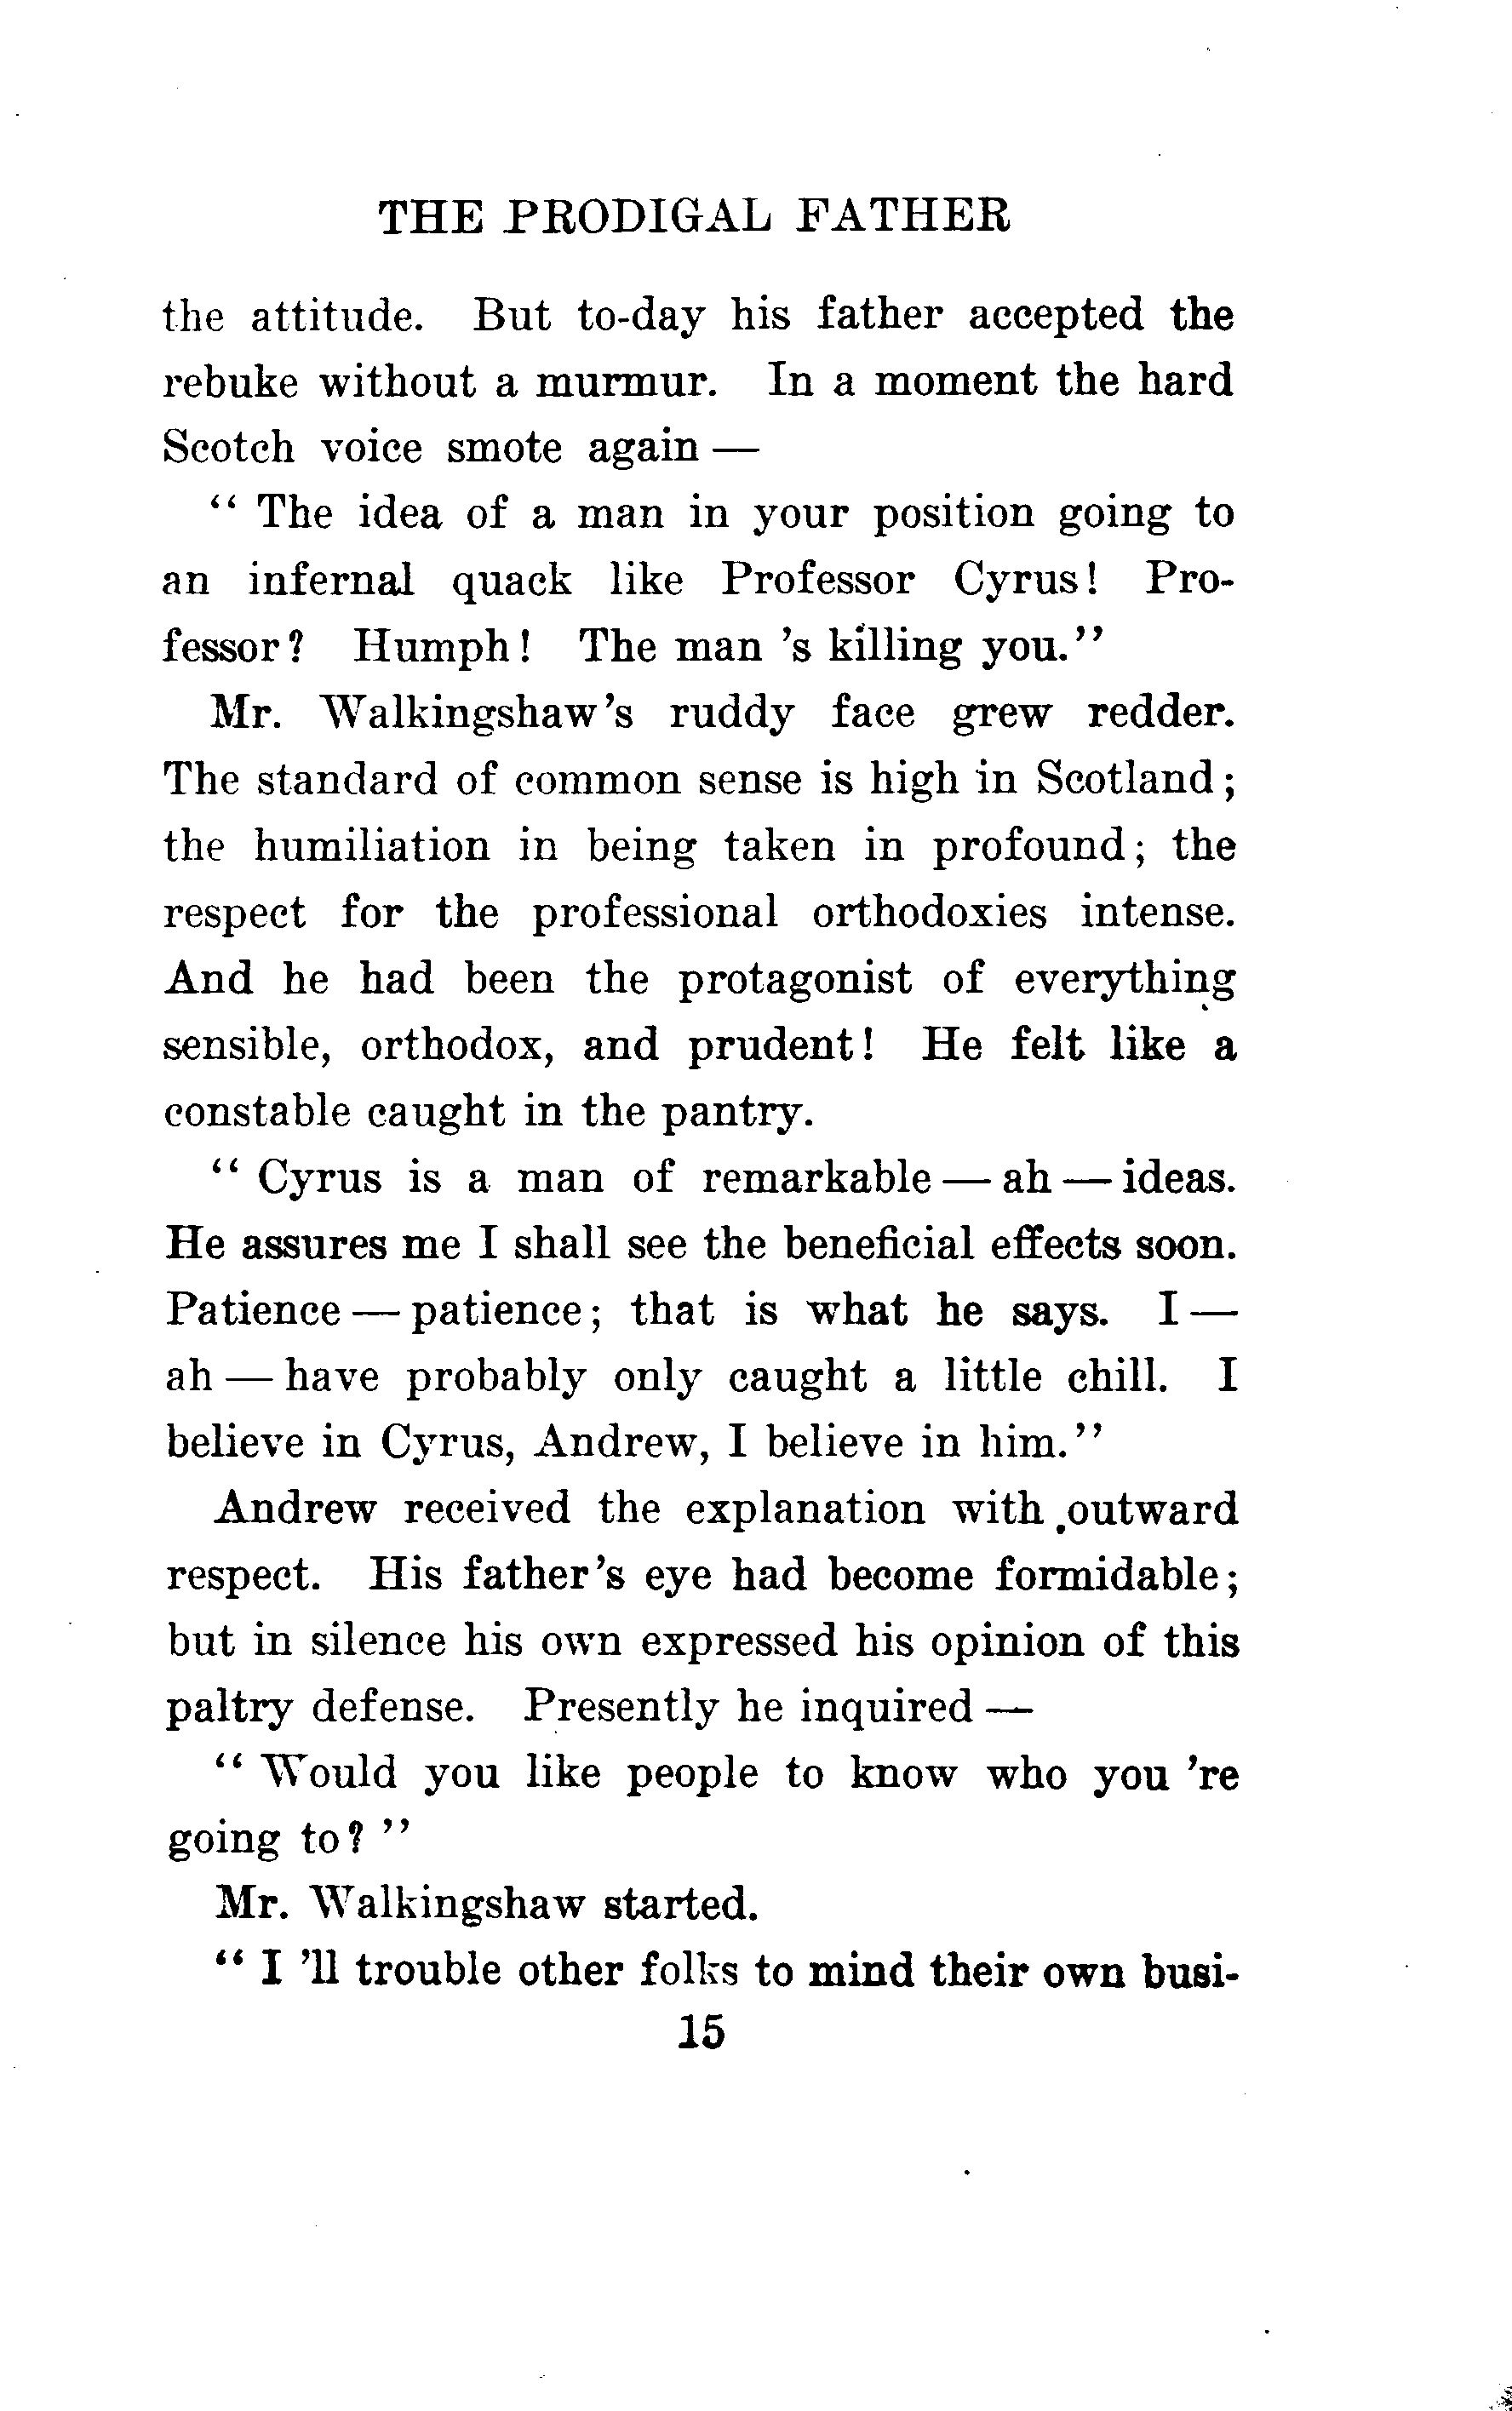 THE PRODIGAL FATHER
the attitude. But to-day his father accepted the
rebuke without a murmur. In a moment the hard
Scotch voice smote again —
“ The idea of a man in your position going to
an infernal quack like Professor Cyrus! Pro-
fessor? Humph! The man 's killing you.”
Mr. Walkingshaw's ruddy face grew redder.
The standard of common sense is high in Scotland;
the humiliation in being taken in profound; the
respect for the professional orthodoxies intense.
And he had been the protagonist of everything
sensible, orthodox, and prudent! He felt like a
constable caught in the pantry.
“ Cyrus is a man of remarkable — ah — ideas.
He assures me I shall see the beneficial effects soon.
Patience — patience; that is what he says. I —
ah — have probably only caught a little chill. I
believe in Cyrus, Andrew, I believe in him.”
Andrew received the explanation with outward
respect. His father's eye had become formidable;
but in silence his own expressed his opinion of this
paltry defense. Presently he inquired —
“ Would you like people to know who you 're
going to? ”
Mr. Walkingshaw started.
“ I 'll trouble other folks to mind their own busi-
15